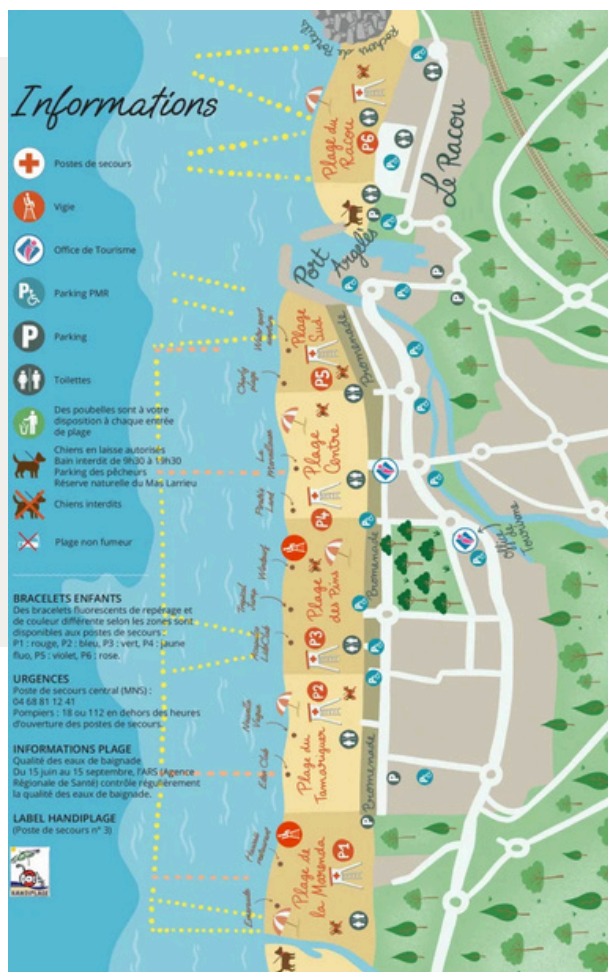 Informations
Postes de secours
Vigie
Office de Tourisme
Parking PMR
Parking
Toilettes
Des poubelles sont à votre
disposition à chaque entrée
de plage
Chiens en laisse autorisés
Bain interdit de 9h30 à 19h30
Parking des pêcheurs
Réserve naturelle du Mas Larrieu
Chiens interdits
Plage non fumeur
BRACELETS ENFANTS
Des bracelets fluorescents de repérage et
de couleur différente selon les zones sont
disponibles aux postes de secours :
P1 : rouge, P2 : bleu, P3 : vert, P4 : jaune
fluo, P5 : violet, P6 : rose.
URGENCES
Poste de secours central (MNS) :
04 68 81 12 41
Pompiers : 18 ou 112 en dehors des heures
d'ouverture des postes de secours.
INFORMATIONS PLAGE
Qualité des eaux de baignade
Du 15 juin au 15 septembre, l'ARS (Agence
Régionale de Santé) contrôle régulièrement
la qualité des eaux de baignade.
LABEL HANDIPLAGE
(Poste de secours n° 3)
HANDIPLAGE
Plage du
Racou
P6
Le Racou
Port
Argelès
Plage
Sud
P5
Promenade
Plage
Centre
P4
Plage
des Pins
P3
Promenade
Office
de
Tourisme
P2
Plage du
Tamariguer
Promenade
Plage de
la Marenda
P1